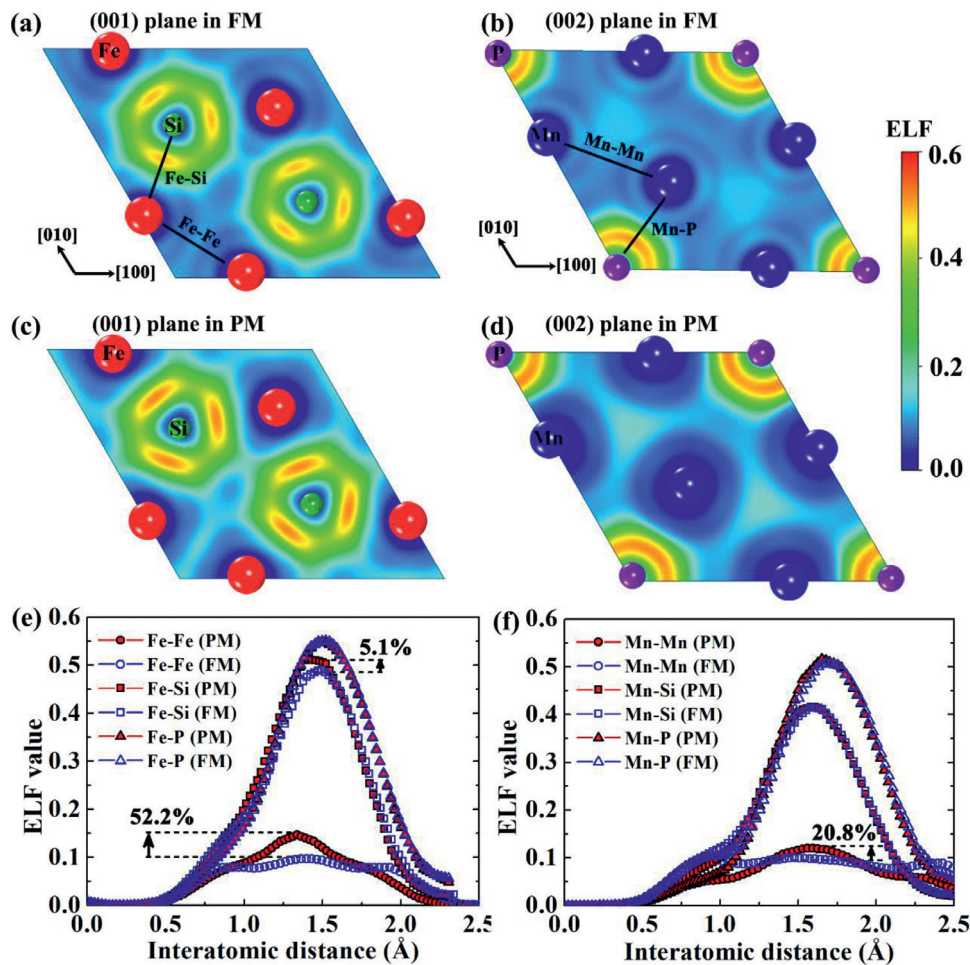 (a) (001) plane in FM
Fe
Si
Fe-Si
Fe-Fe
[010]
[100]
(b) (002) plane in FM
P
Mn
Mn-Mn
Mn-P
[010]
[100]
ELF
0.6
0.4
0.2
0.0
(c) (001) plane in PM
Fe
Si
(d) (002) plane in PM
P
Mn
(e)
ELF value
0.6
0.5
0.4
0.3
0.2
0.1
0.0
Fe-Fe (PM)
Fe-Fe (FM)
Fe-Si (PM)
Fe-Si (FM)
Fe-P (PM)
Fe-P (FM)
5.1%
52.2%
0.0 0.5 1.0 1.5 2.0 2.5
Interatomic distance (Å)
(f)
ELF value
0.6
0.5
0.4
0.3
0.2
0.1
0.0
Mn-Mn (PM)
Mn-Mn (FM)
Mn-Si (PM)
Mn-Si (FM)
Mn-P (PM)
Mn-P (FM)
20.8%
0.0 0.5 1.0 1.5 2.0 2.5
Interatomic distance (Å)